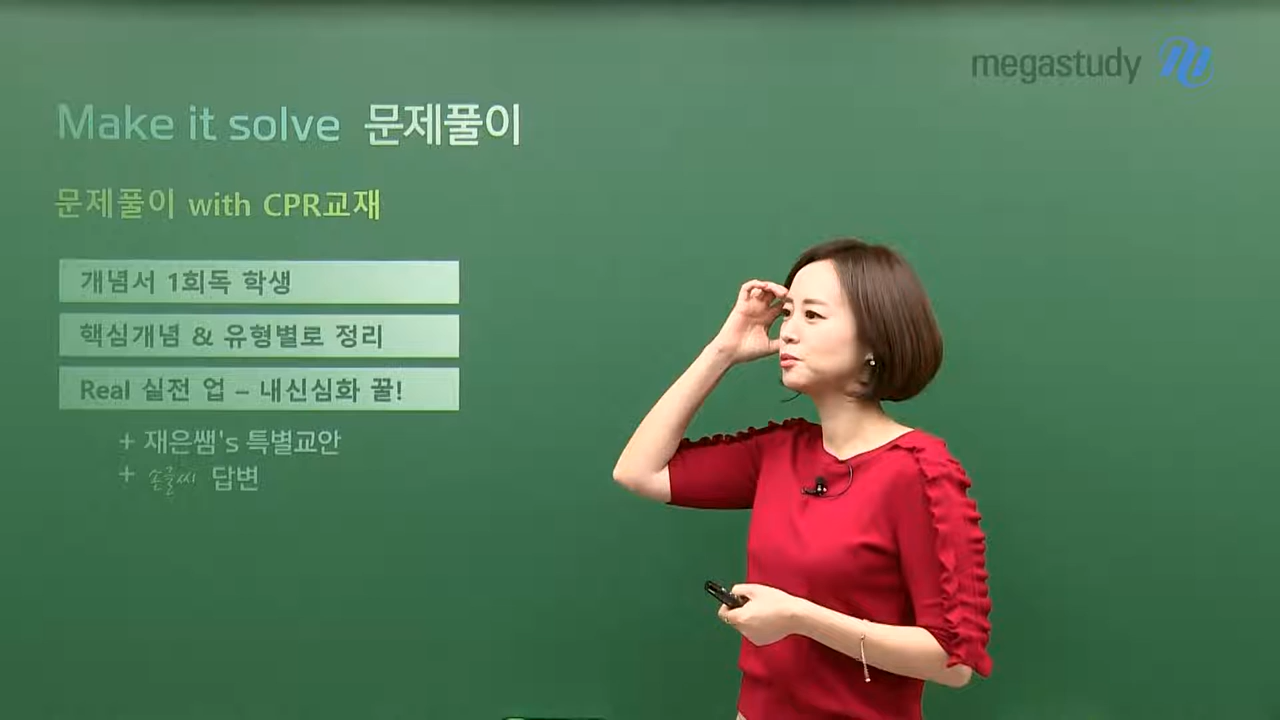 megastudy
Make it solve 문제풀이
문제풀이 with CPR교재
개념서 1회독 학생
핵심개념 & 유형별로 정리
Real 실전 업 – 내신심화 꿀!
+ 재은쌤's 특별교안
+ 손글씨 답변